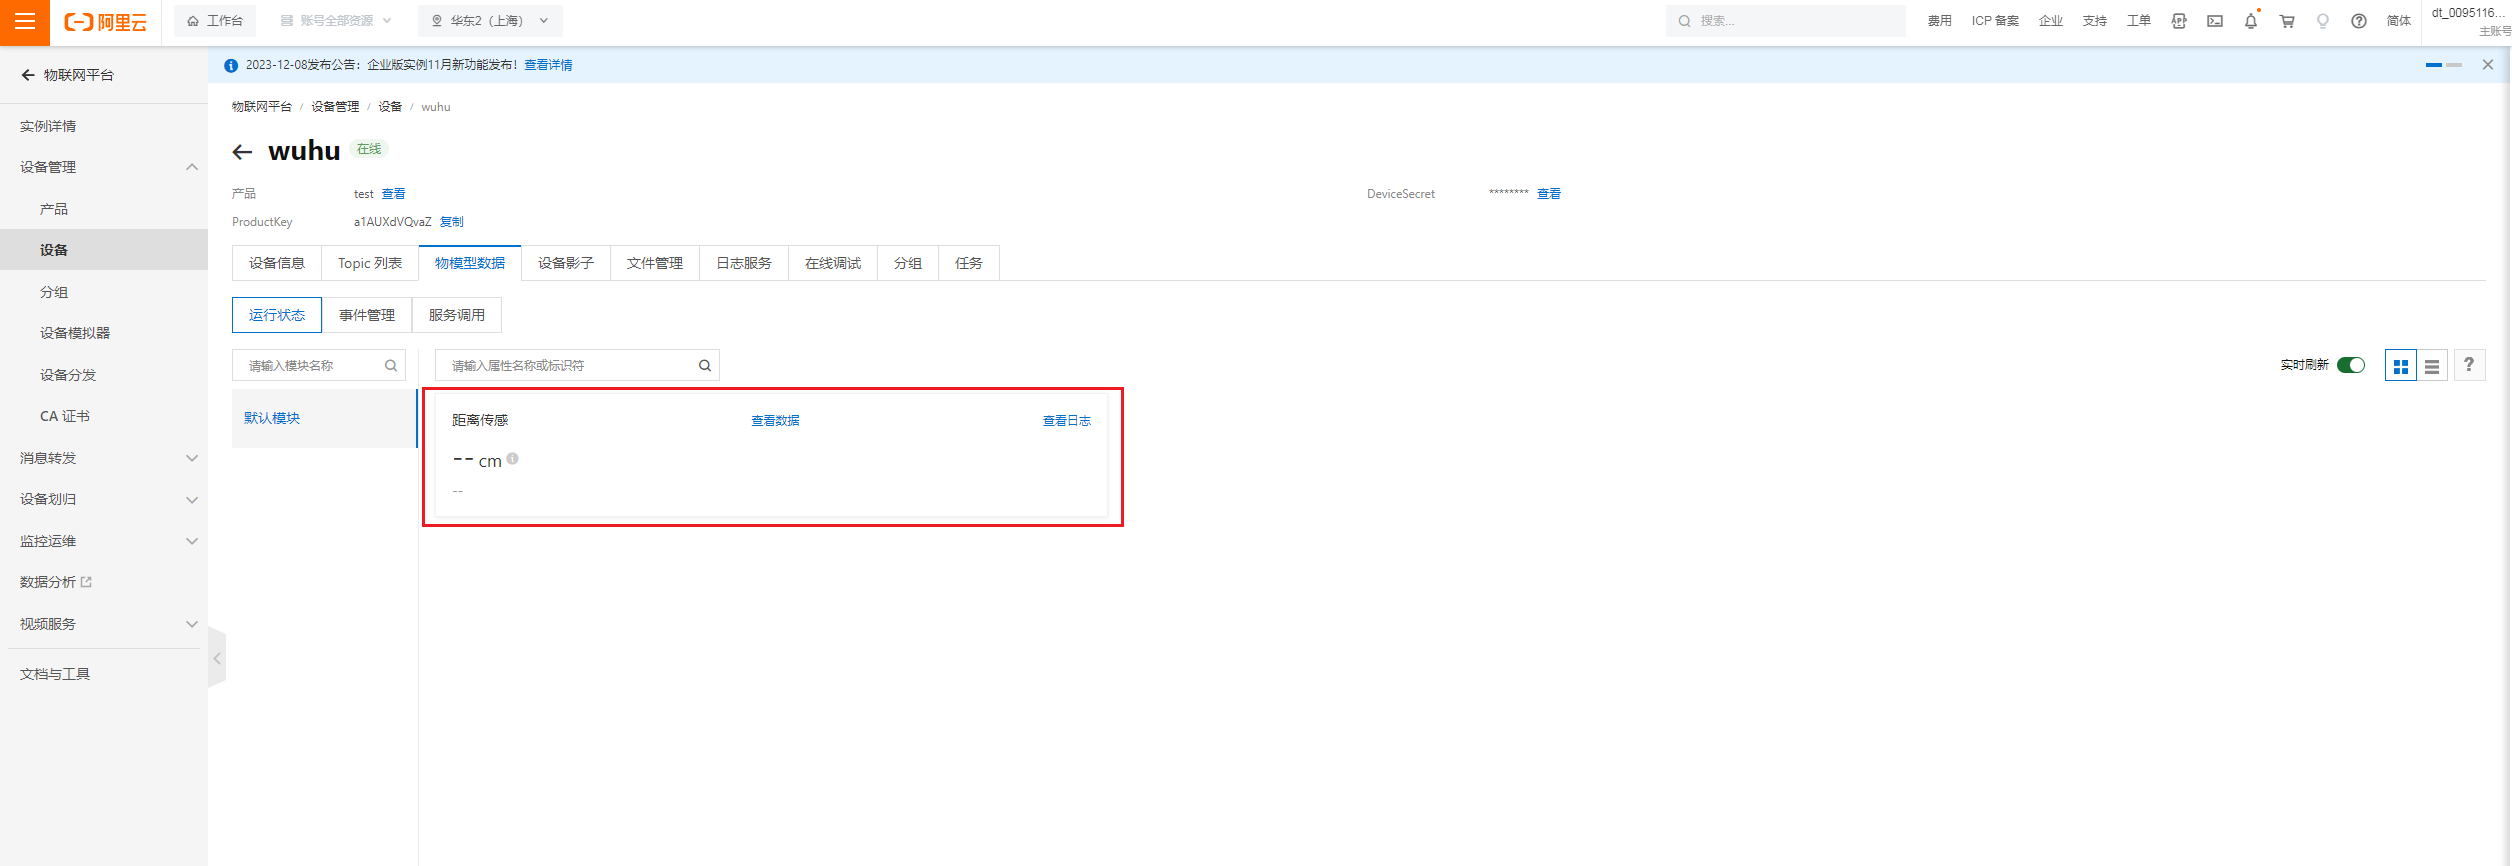 阿里云 工作台 账号全部资源 华东2（上海） 搜索... 费用 ICP 备案 企业 支持 工单 简体 dt_0095116...
主账号
物联网平台
2023-12-08发布公告：企业版实例11月新功能发布！查看详情
物联网平台 / 设备管理 / 设备 / wuhu
实例详情
设备管理
产品
设备
分组
设备模拟器
设备分发
CA 证书
消息转发
设备划归
监控运维
数据分析
视频服务
文档与工具
wuhu 在线
产品 test 查看 DeviceSecret ******** 查看
ProductKey a1AUXdVQvaZ 复制
设备信息 Topic 列表 物模型数据 设备影子 文件管理 日志服务 在线调试 分组 任务
运行状态 事件管理 服务调用
请输入模块名称 请输入属性名称或标识符 实时刷新 ?
默认模块
距离传感 查看数据 查看日志
-- cm
--